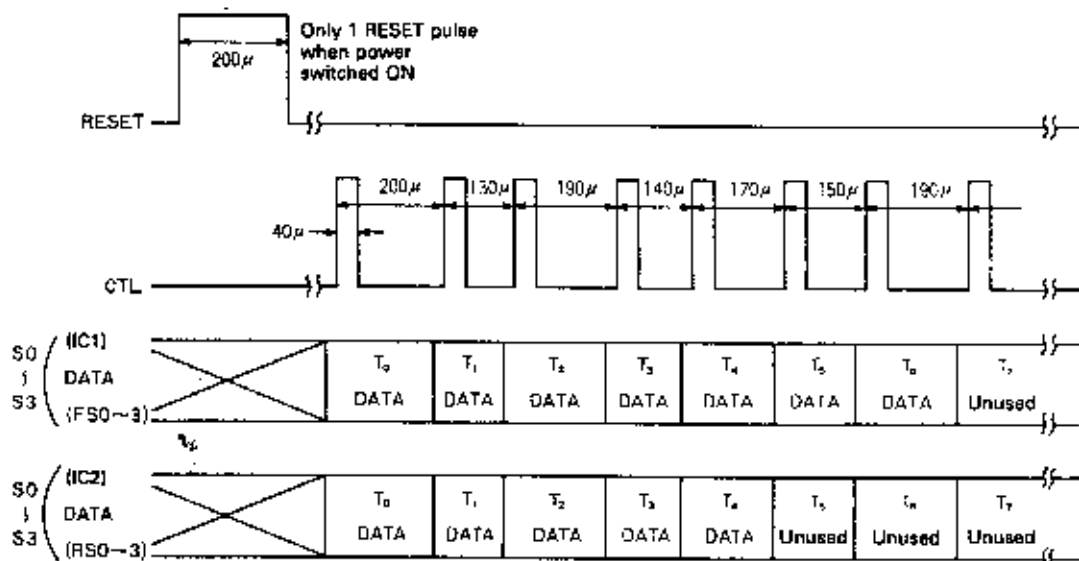 Only 1 RESET pulse
when power
switched ON
200μ
RESET
200μ 130μ 190μ 140μ 170μ 150μ 190μ
40μ
CTL
S0 (IC1) T0 T1 T2 T3 T4 T5 T6 T7
DATA DATA DATA DATA DATA DATA DATA DATA Unused
S3 (FS0~3)
S0 (IC2) T0 T1 T2 T3 T4 T5 T6 T7
DATA DATA DATA DATA DATA DATA Unused Unused Unused
S3 (RS0~3)